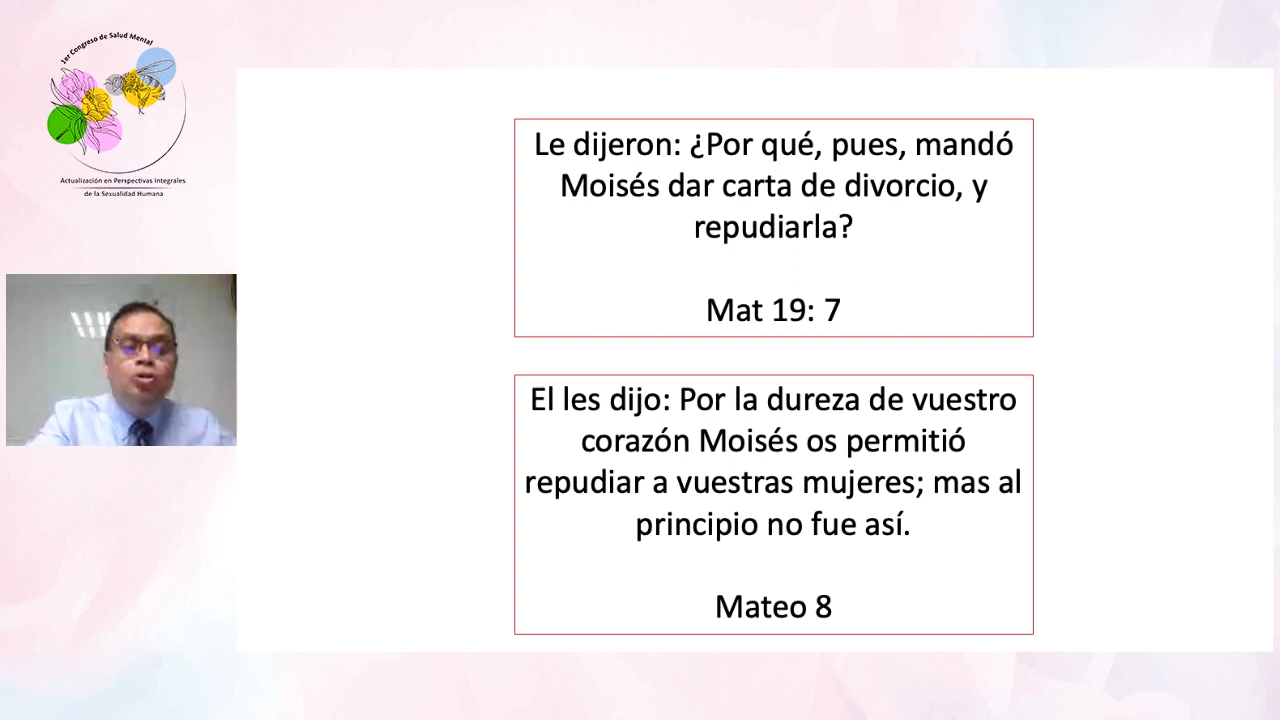 1er Congreso de Salud Mental
Actualización en Perspectivas Integrales
de la Sexualidad Humana
Le dijeron: ¿Por qué, pues, mandó
Moisés dar carta de divorcio, y
repudiarla?
Mat 19: 7
El les dijo: Por la dureza de vuestro
corazón Moisés os permitió
repudiar a vuestras mujeres; mas al
principio no fue así.
Mateo 8